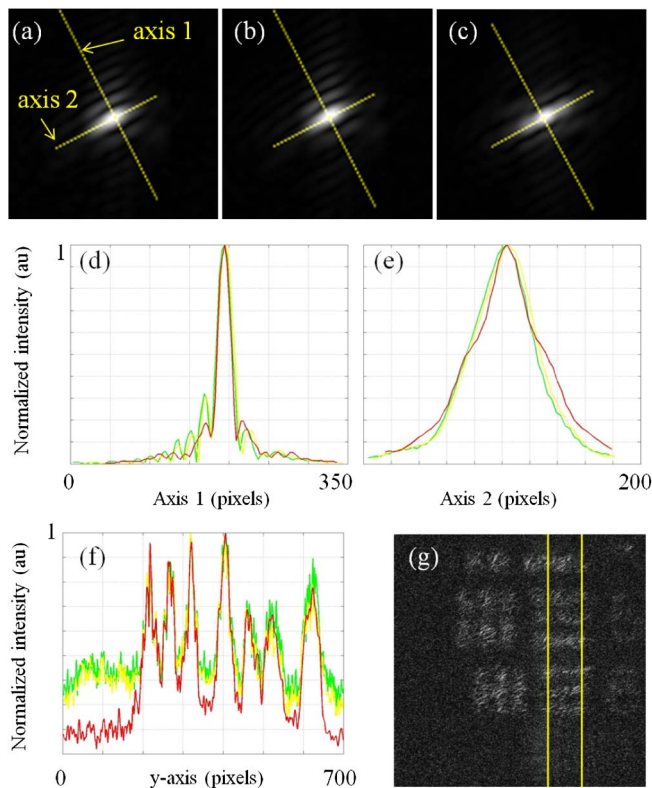 (a)
axis 1
axis 2
(b)
(c)
1
(d)
Normalized intensity (au)
0
Axis 1 (pixels)
350
(e)
Axis 2 (pixels)
200
1
(f)
Normalized intensity (au)
0
y-axis (pixels)
700
(g)